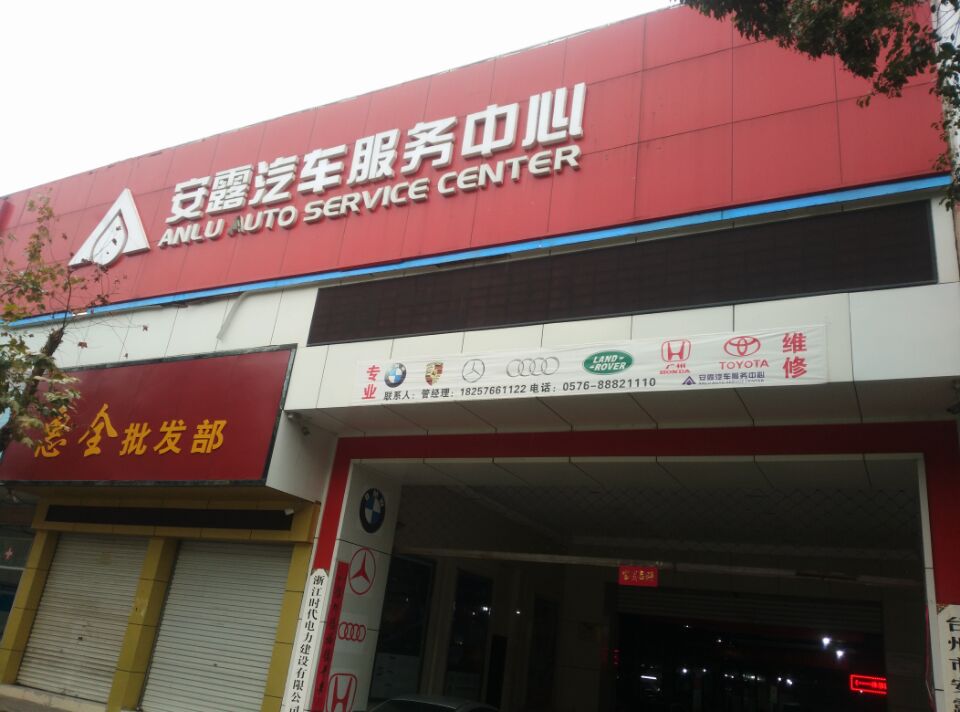 安露汽车服务中心
ANLU AUTO SERVICE CENTER
专业
维修
LAND ROVER
广州
HONDA
TOYOTA
安露汽车服务中心
联系人：管经理：18257661122 电话：0576-88821110
全批发部
浙江时代电力建设有限公司
台州市安露